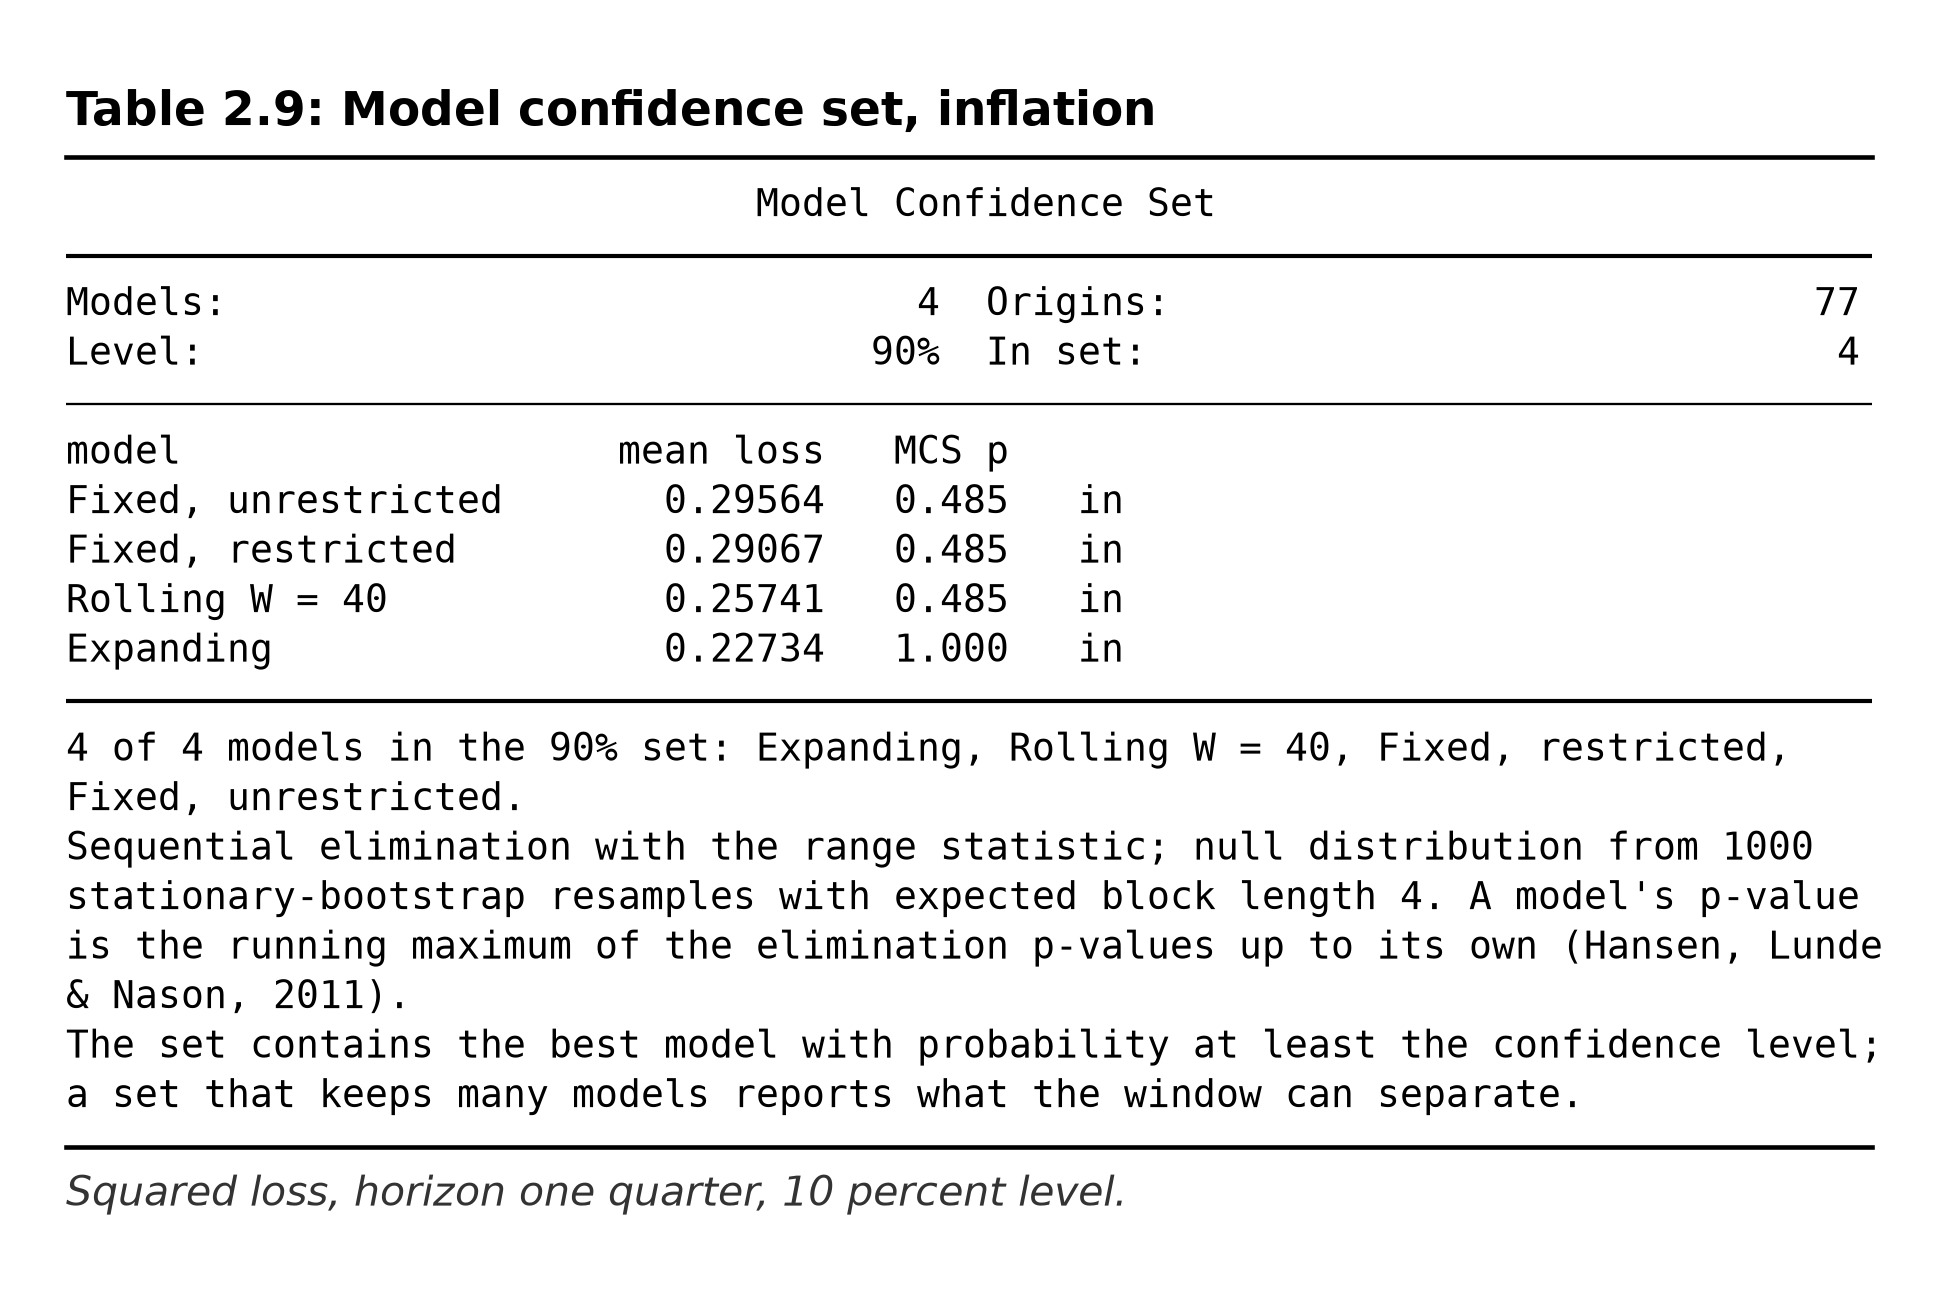 Table 2.9: Model confidence set, inflation
Model Confidence Set
Models: 4 Origins: 77
Level: 90% In set: 4
model mean loss MCS p
Fixed, unrestricted 0.29564 0.485 in
Fixed, restricted 0.29067 0.485 in
Rolling W = 40 0.25741 0.485 in
Expanding 0.22734 1.000 in
4 of 4 models in the 90% set: Expanding, Rolling W = 40, Fixed, restricted,
Fixed, unrestricted.
Sequential elimination with the range statistic; null distribution from 1000
stationary-bootstrap resamples with expected block length 4. A model's p-value
is the running maximum of the elimination p-values up to its own (Hansen, Lunde
& Nason, 2011).
The set contains the best model with probability at least the confidence level;
a set that keeps many models reports what the window can separate.
Squared loss, horizon one quarter, 10 percent level.